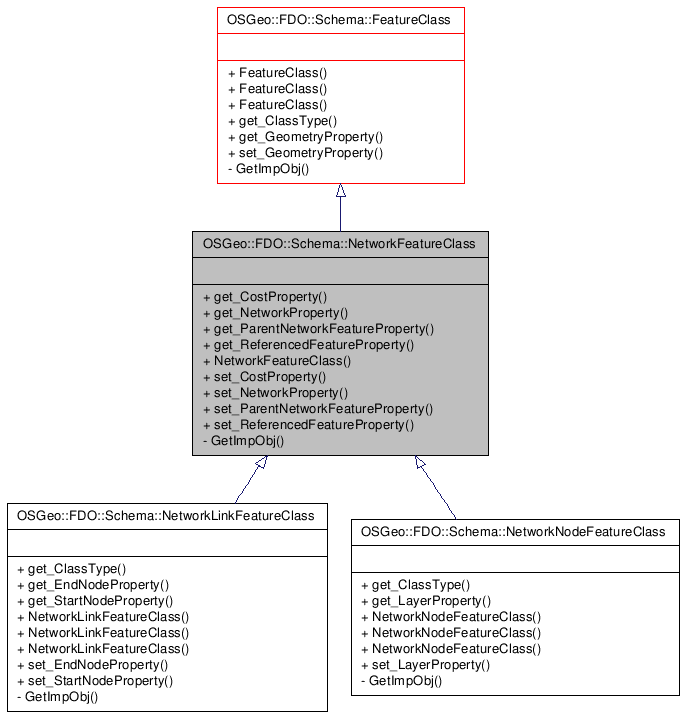 OSGeo::FDO::Schema::FeatureClass
+ FeatureClass()
+ FeatureClass()
+ FeatureClass()
+ get_ClassType()
+ get_GeometryProperty()
+ set_GeometryProperty()
- GetImpObj()
OSGeo::FDO::Schema::NetworkFeatureClass
+ get_CostProperty()
+ get_NetworkProperty()
+ get_ParentNetworkFeatureProperty()
+ get_ReferencedFeatureProperty()
+ NetworkFeatureClass()
+ set_CostProperty()
+ set_NetworkProperty()
+ set_ParentNetworkFeatureProperty()
+ set_ReferencedFeatureProperty()
- GetImpObj()
OSGeo::FDO::Schema::NetworkLinkFeatureClass
+ get_ClassType()
+ get_EndNodeProperty()
+ get_StartNodeProperty()
+ NetworkLinkFeatureClass()
+ NetworkLinkFeatureClass()
+ NetworkLinkFeatureClass()
+ set_EndNodeProperty()
+ set_StartNodeProperty()
- GetImpObj()
OSGeo::FDO::Schema::NetworkNodeFeatureClass
+ get_ClassType()
+ get_LayerProperty()
+ NetworkNodeFeatureClass()
+ NetworkNodeFeatureClass()
+ NetworkNodeFeatureClass()
+ set_LayerProperty()
- GetImpObj()